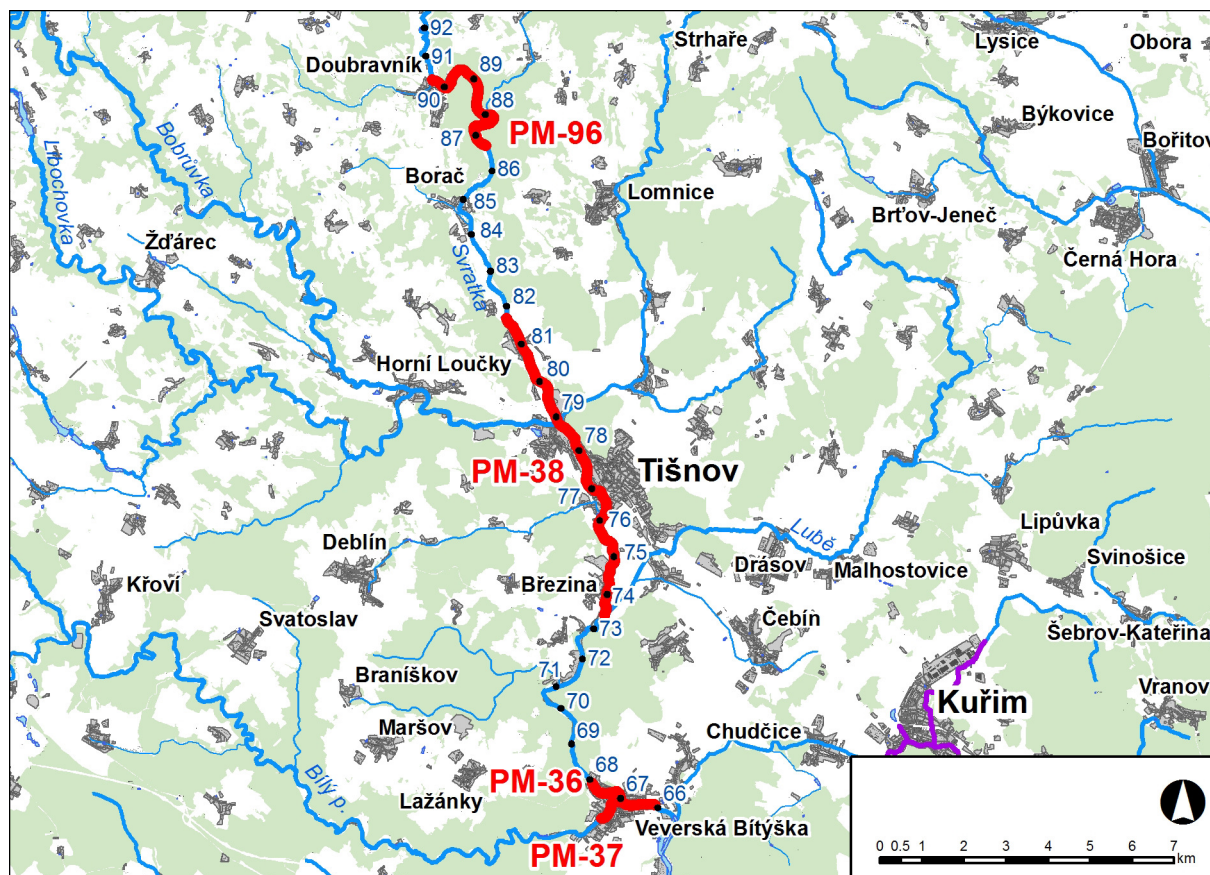 92
Strhaře
Lysice
Obora
91
Doubravník
89
90
88
Býkovice
PM-96
87
Bořitov
Libochovka
Bobrůvka
86
Borač
85
Lomnice
Brťov-Jeneč
84
Svratka
Žďárec
Černá Hora
83
82
81
Horní Loučky
80
79
78
PM-38
Tišnov
77
76
Lubě
Lipůvka
Deblín
75
Svinošice
Křoví
Březina
Drásov
Malhostovice
74
Svatoslav
73
Čebín
Šebrov-Kateřina
72
Braníškov
71
Vranov
70
Kuřim
Maršov
69
Chudčice
68
PM-36
67
66
Bílý p.
Lažánky
Veverská Bítýška
PM-37
0 0.5 1 2 3 4 5 6 7
km